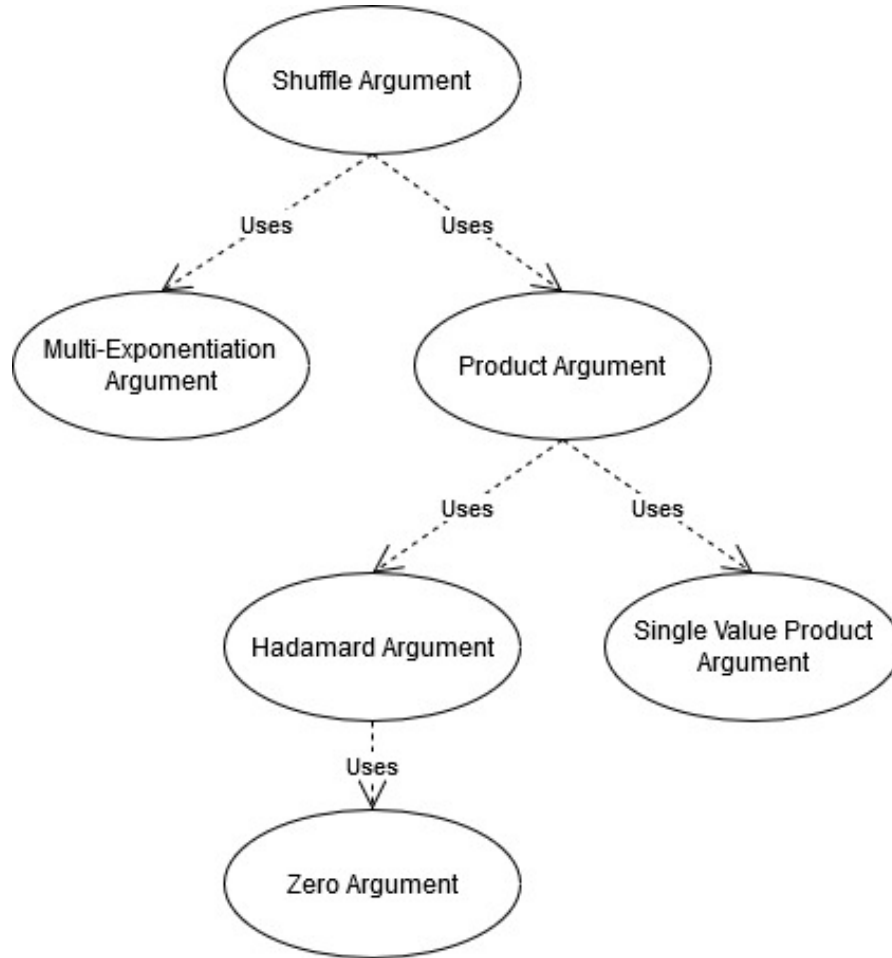 Shuffle Argument
Uses
Uses
Multi-Exponentiation
Argument
Product Argument
Uses
Uses
Hadamard Argument
Single Value Product
Argument
Uses
Zero Argument